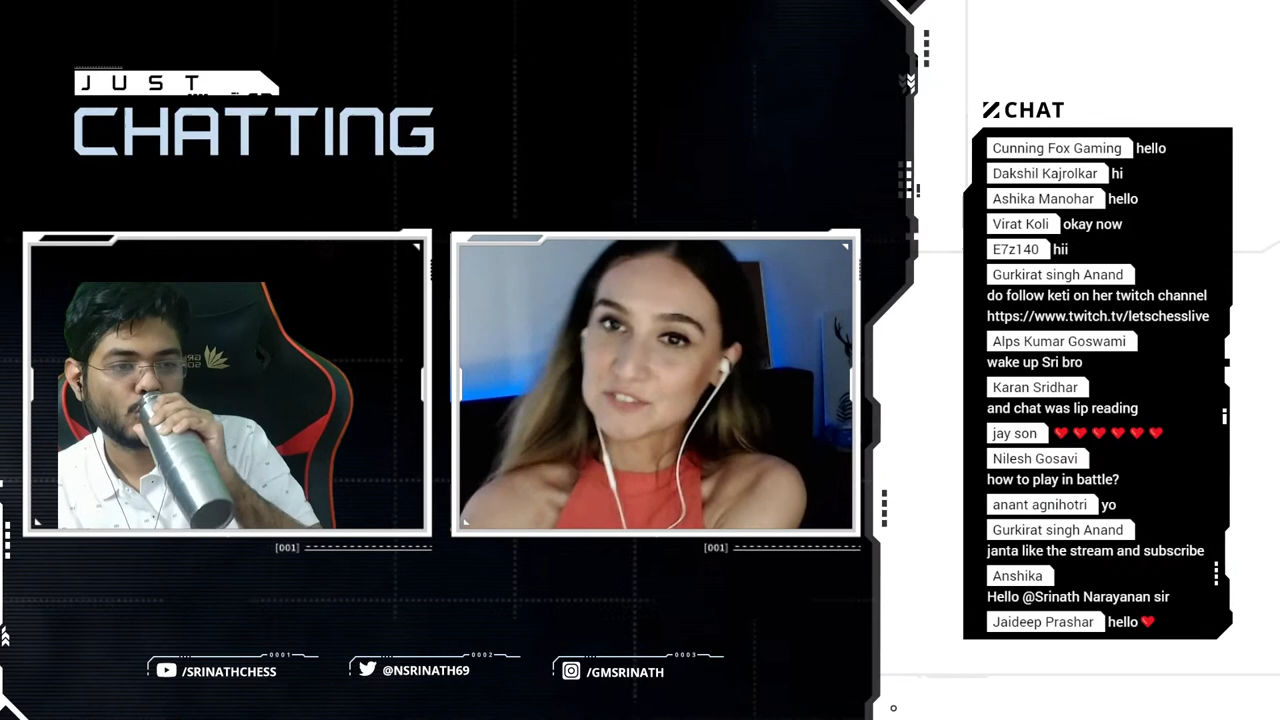 JUST
CHATTING
[001]
[001]
0001
/SRINATHCHESS
0002
@NSRINATH69
0003
/GMSRINATH
CHAT
Cunning Fox Gaming hello
Dakshil Kajrolkar hi
Ashika Manohar hello
Virat Koli okay now
E7z140 hii
Gurkirat singh Anand
do follow keti on her twitch channel
https://www.twitch.tv/letschesslive
Alps Kumar Goswami
wake up Sri bro
Karan Sridhar
and chat was lip reading
jay son
Nilesh Gosavi
how to play in battle?
anant agnihotri yo
Gurkirat singh Anand
janta like the stream and subscribe
Anshika
Hello @Srinath Narayanan sir
Jaideep Prashar hello